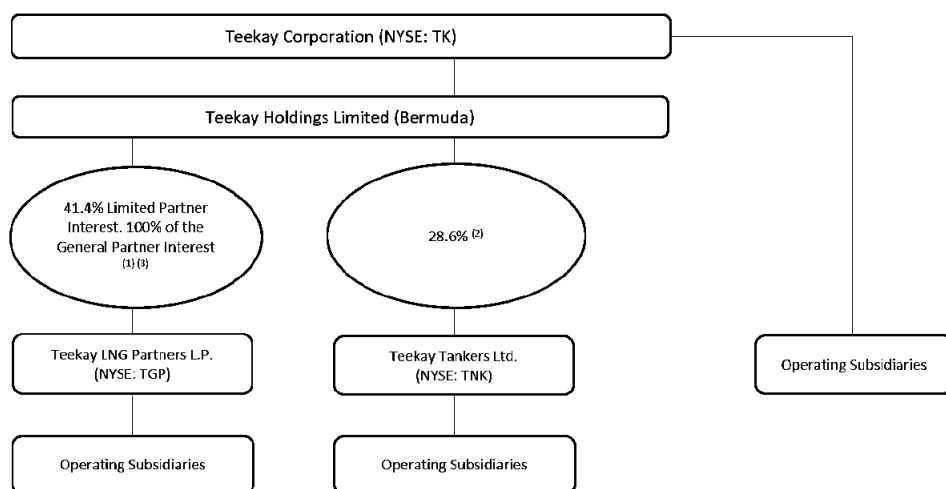 Teekay Corporation (NYSE: TK)
Teekay Holdings Limited (Bermuda)
41.4% Limited Partner
Interest. 100% of the
General Partner Interest
(1) (3)
28.6% (2)
Teekay LNG Partners L.P.
(NYSE: TGP)
Teekay Tankers Ltd.
(NYSE: TNK)
Operating Subsidiaries
Operating Subsidiaries
Operating Subsidiaries